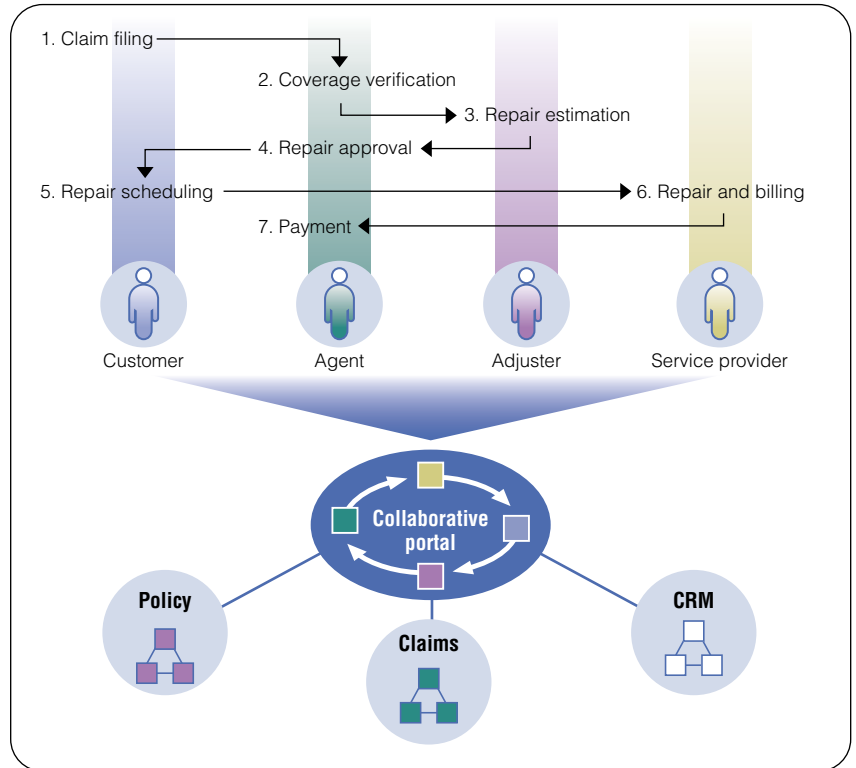 1. Claim filing
2. Coverage verification
3. Repair estimation
4. Repair approval
5. Repair scheduling
6. Repair and billing
7. Payment
Customer
Agent
Adjuster
Service provider
Collaborative
portal
Policy
Claims
CRM